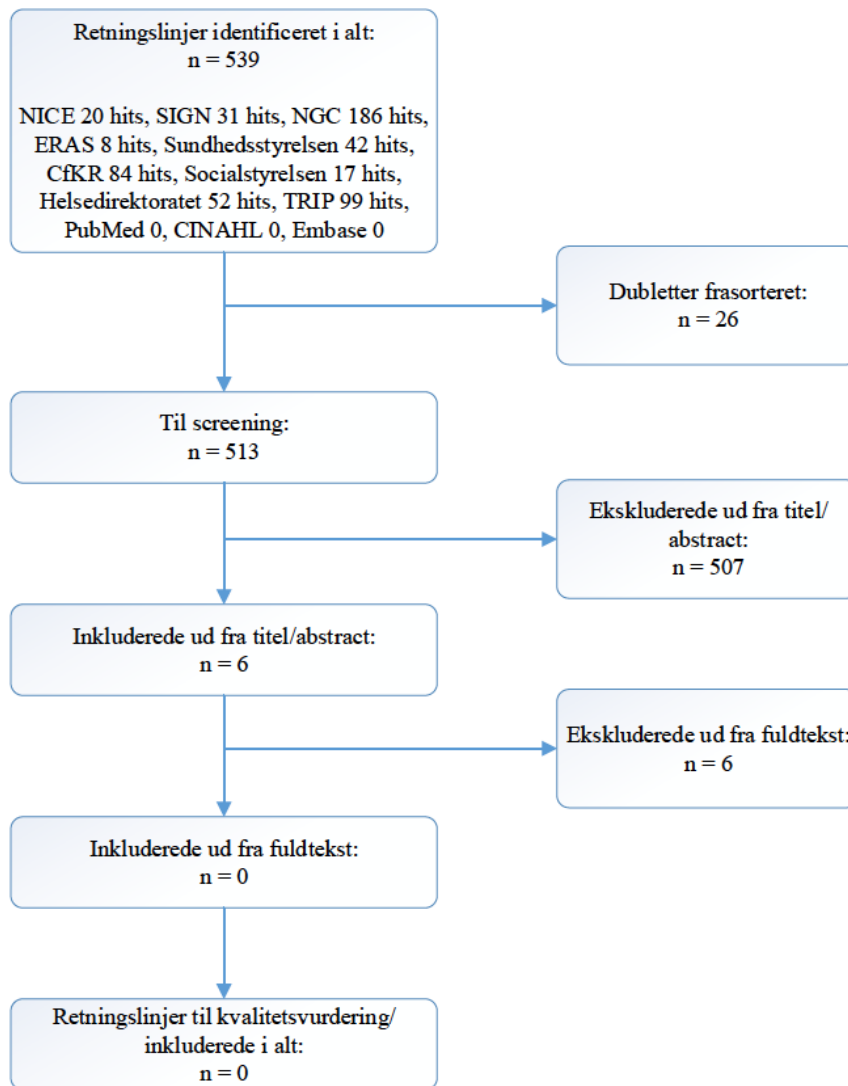 Retningslinjer identificeret i alt:
n = 539
NICE 20 hits, SIGN 31 hits, NGC 186 hits,
ERAS 8 hits, Sundhedsstyrelsen 42 hits,
CfKR 84 hits, Socialstyrelsen 17 hits,
Helsedirektoratet 52 hits, TRIP 99 hits,
PubMed 0, CINAHL 0, Embase 0
Dubletter frasorteret:
n = 26
Til screening:
n = 513
Ekskluderede ud fra titel/
abstract:
n = 507
Inkluderede ud fra titel/abstract:
n = 6
Ekskluderede ud fra fuldtekst:
n = 6
Inkluderede ud fra fuldtekst:
n = 0
Retningslinjer til kvalitetsvurdering/
inkluderede i alt:
n = 0